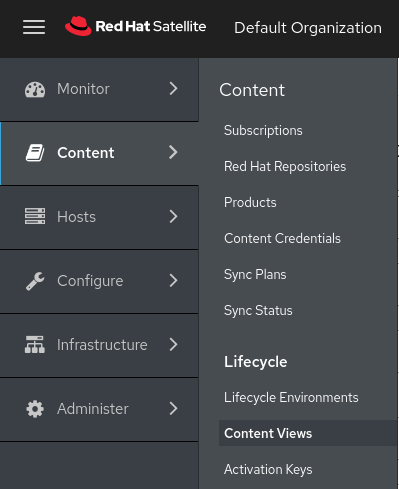 Red Hat Satellite
Default Organization
Monitor
Content
Hosts
Configure
Infrastructure
Administer
Content
Subscriptions
Red Hat Repositories
Products
Content Credentials
Sync Plans
Sync Status
Lifecycle
Lifecycle Environments
Content Views
Activation Keys